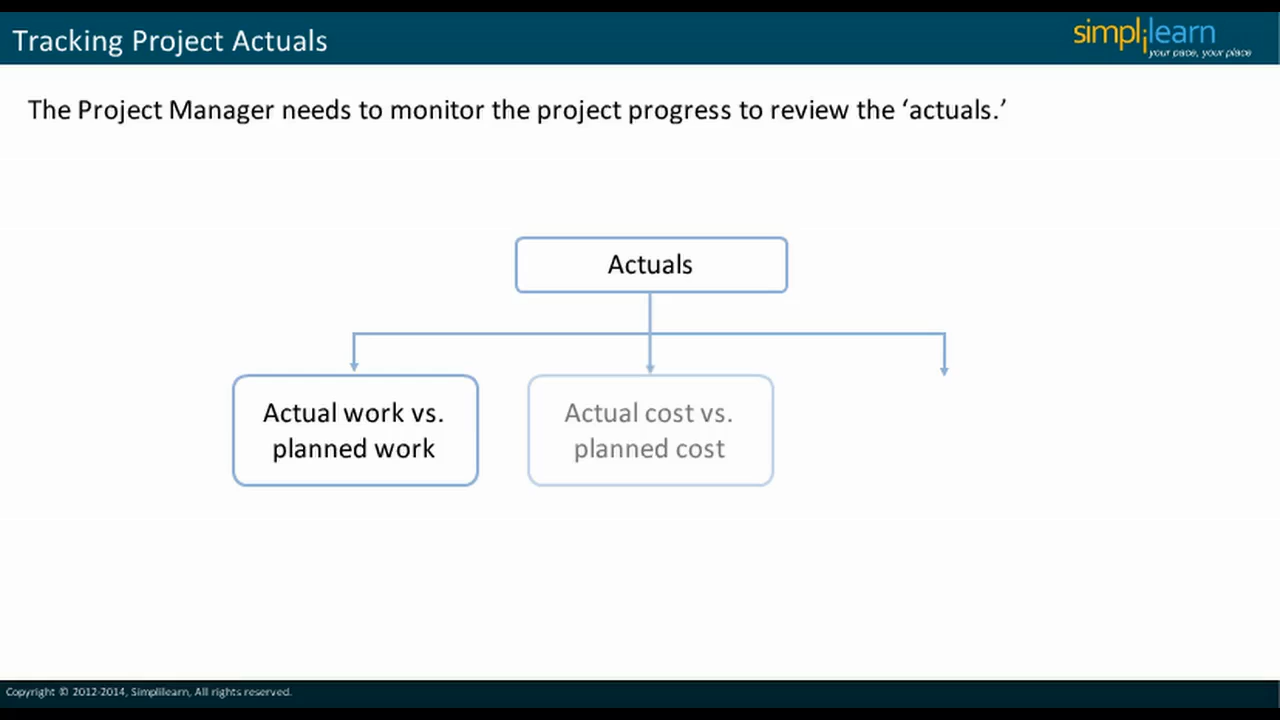 Tracking Project Actuals
simplilearn
your pace, your place
The Project Manager needs to monitor the project progress to review the ‘actuals.’
Actuals
Actual work vs.
planned work
Actual cost vs.
planned cost
Copyright © 2012-2014, Simplilearn, All rights reserved.